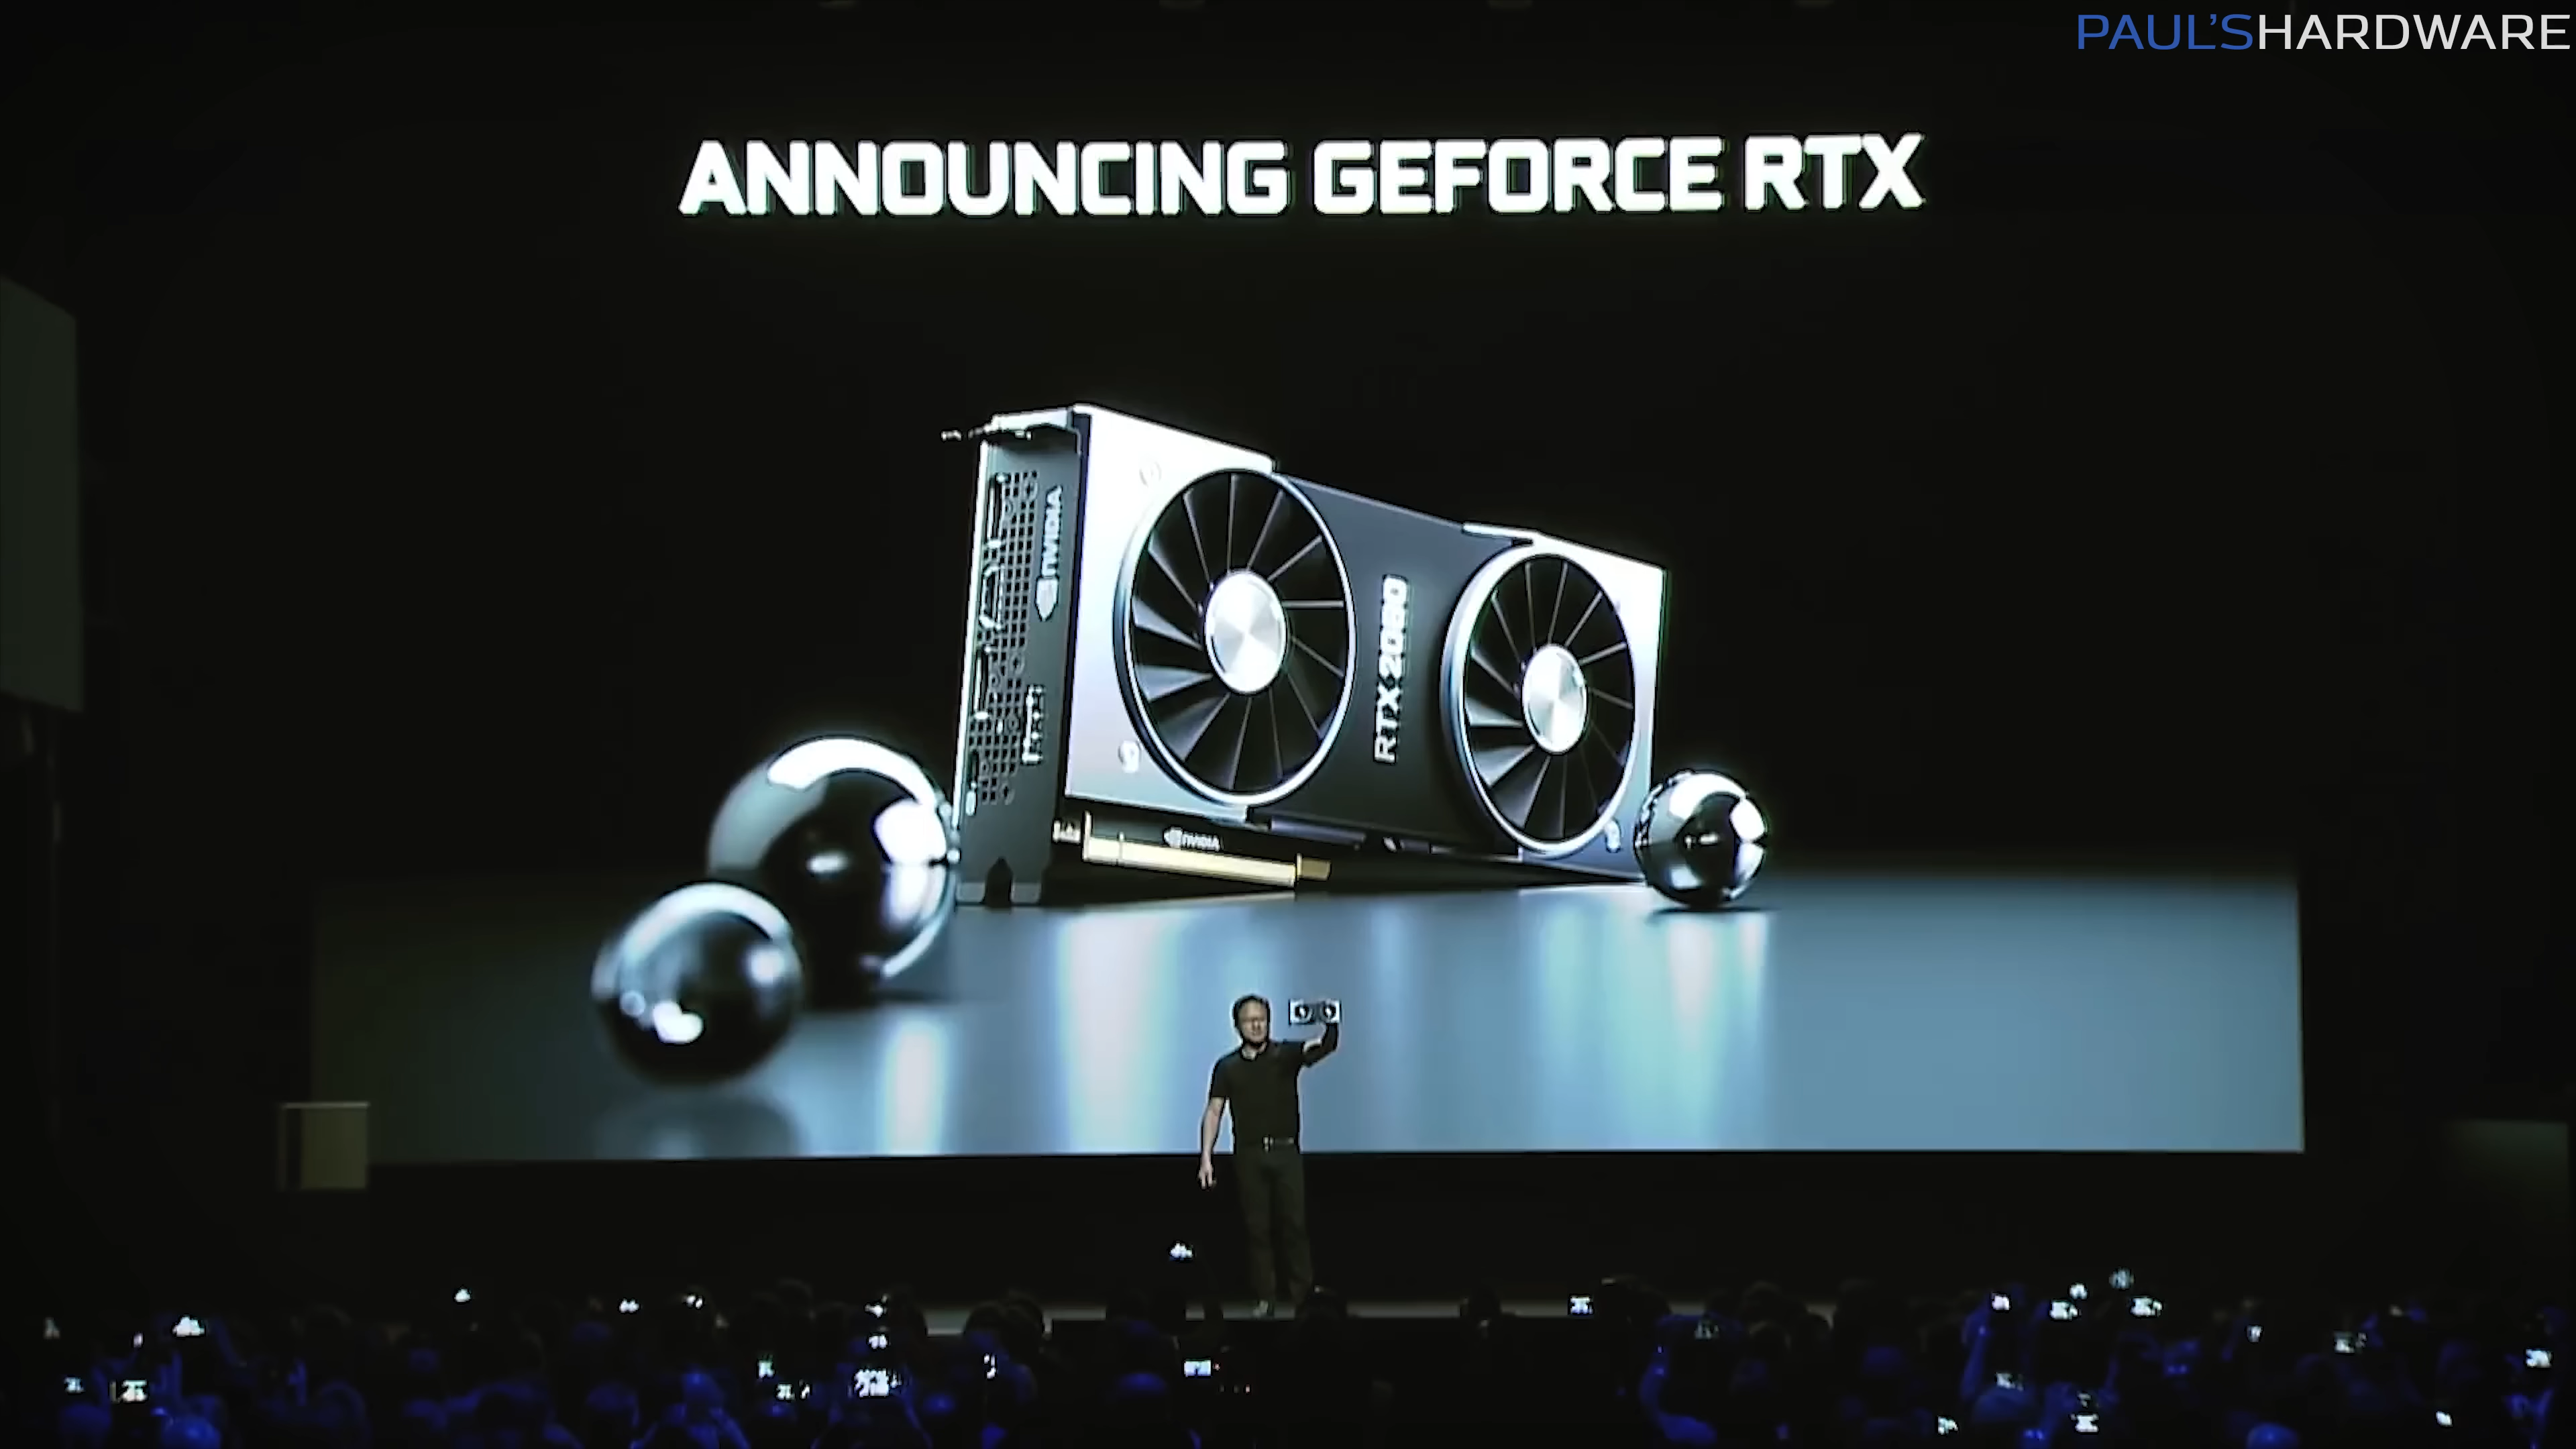 PAUL'SHARDWARE
ANNOUNCING GEFORCE RTX
NVIDIA
RTX 2080
NVIDIA